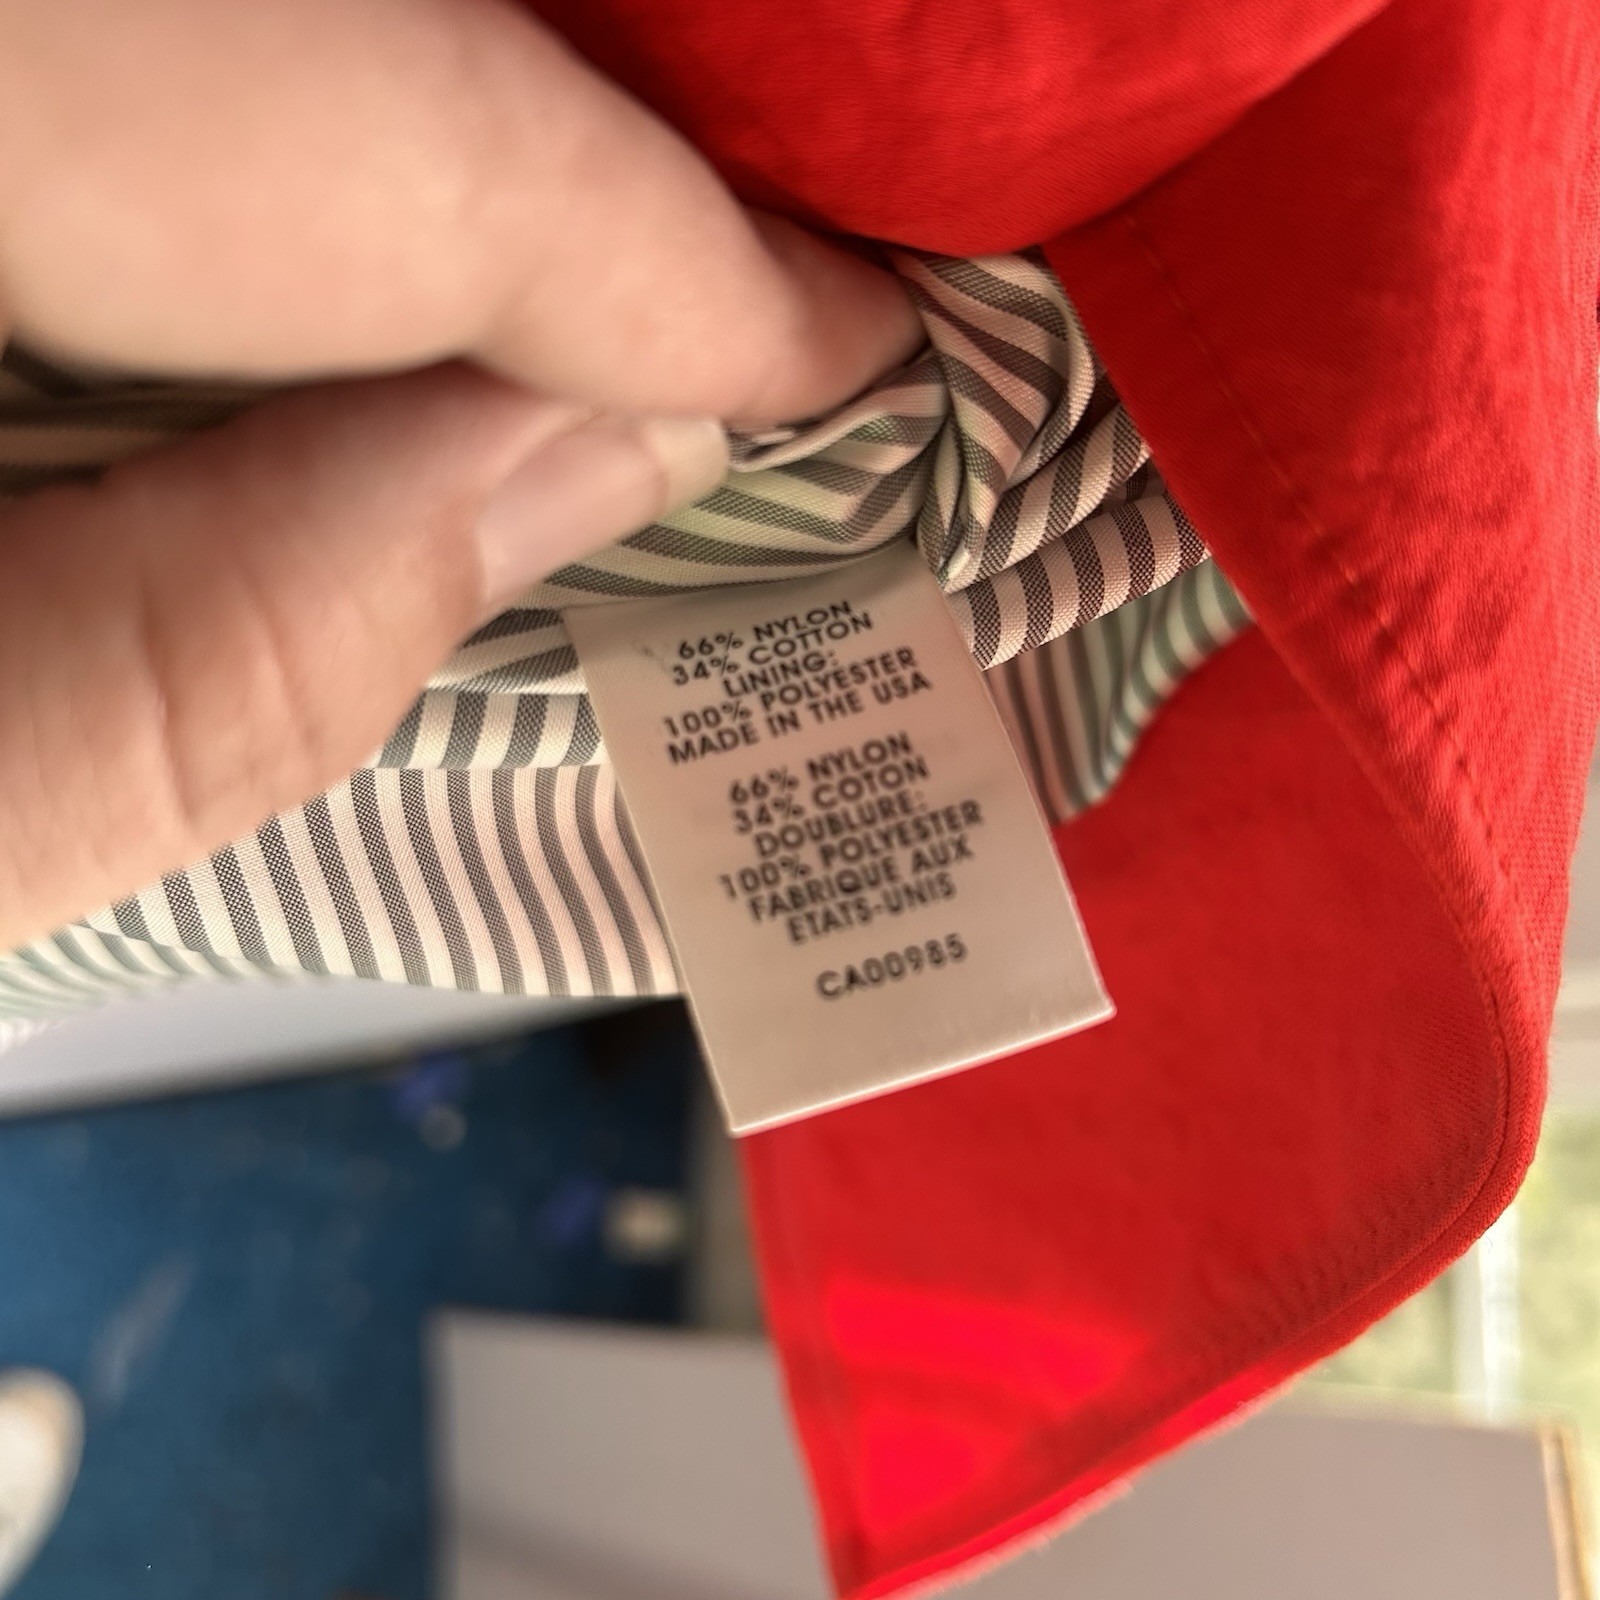 66% NYLON
34% COTTON
LINING:
100% POLYESTER
MADE IN THE USA
66% NYLON
34% COTON
DOUBLURE:
100% POLYESTER
FABRIQUE AUX
ETATS-UNIS
CA00985